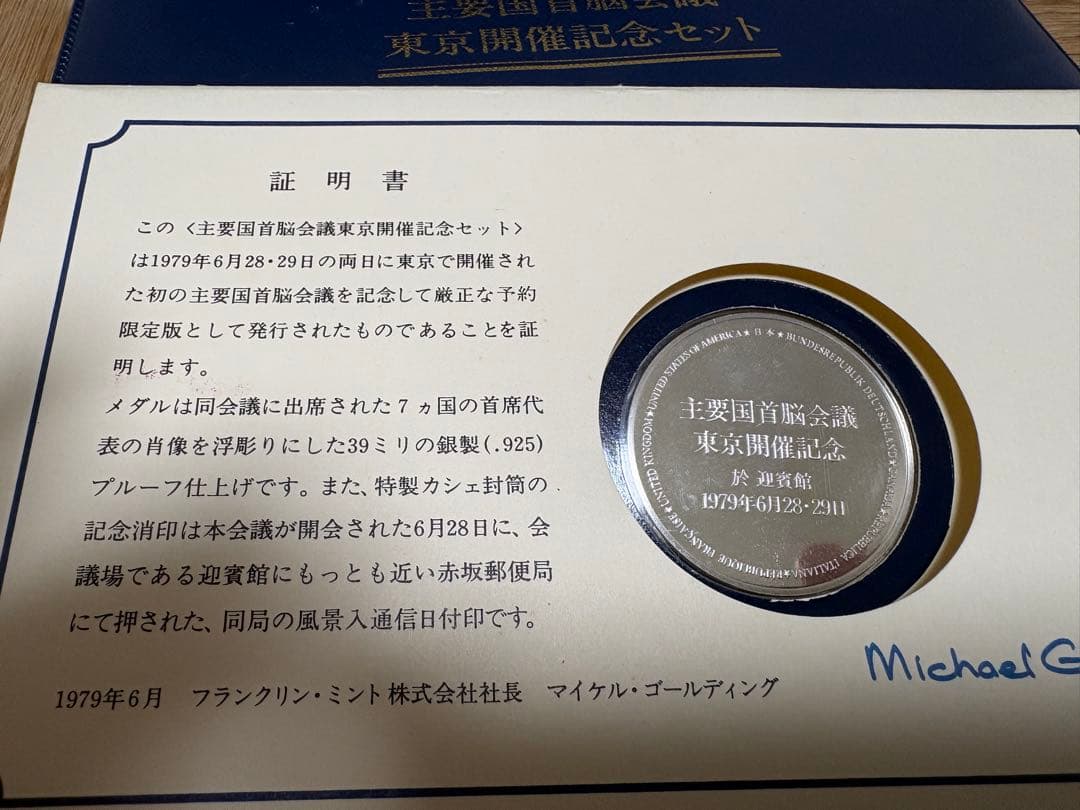 主要国首脳会議
東京開催記念セット
証明書
この〈主要国首脳会議東京開催記念セット〉
は1979年6月28・29日の両日に東京で開催され
た初の主要国首脳会議を記念して厳正な予約
限定版として発行されたものであることを証
明します。
メダルは同会議に出席された7ヵ国の首席代
表の肖像を浮彫りにした39ミリの銀製(.925)
プルーフ仕上げです。また、特製カシェ封筒の
記念消印は本会議が開会された6月28日に、会
議場である迎賓館にもっとも近い赤坂郵便局
にて押された、同局の風景入通信日付印です。
1979年6月 フランクリン・ミント株式会社社長 マイケル・ゴールディング
★UNITED KINGDOM★UNITED STATES OF AMERICA★日本★BUNDESREPUBLIK DEUTSCHLAND★CANADA★REPUBBLICA ITALIANA★REPUBLIQUE FRANÇAISE
主要国首脳会議
東京開催記念
於 迎賓館
1979年6月28・29日
Michael G